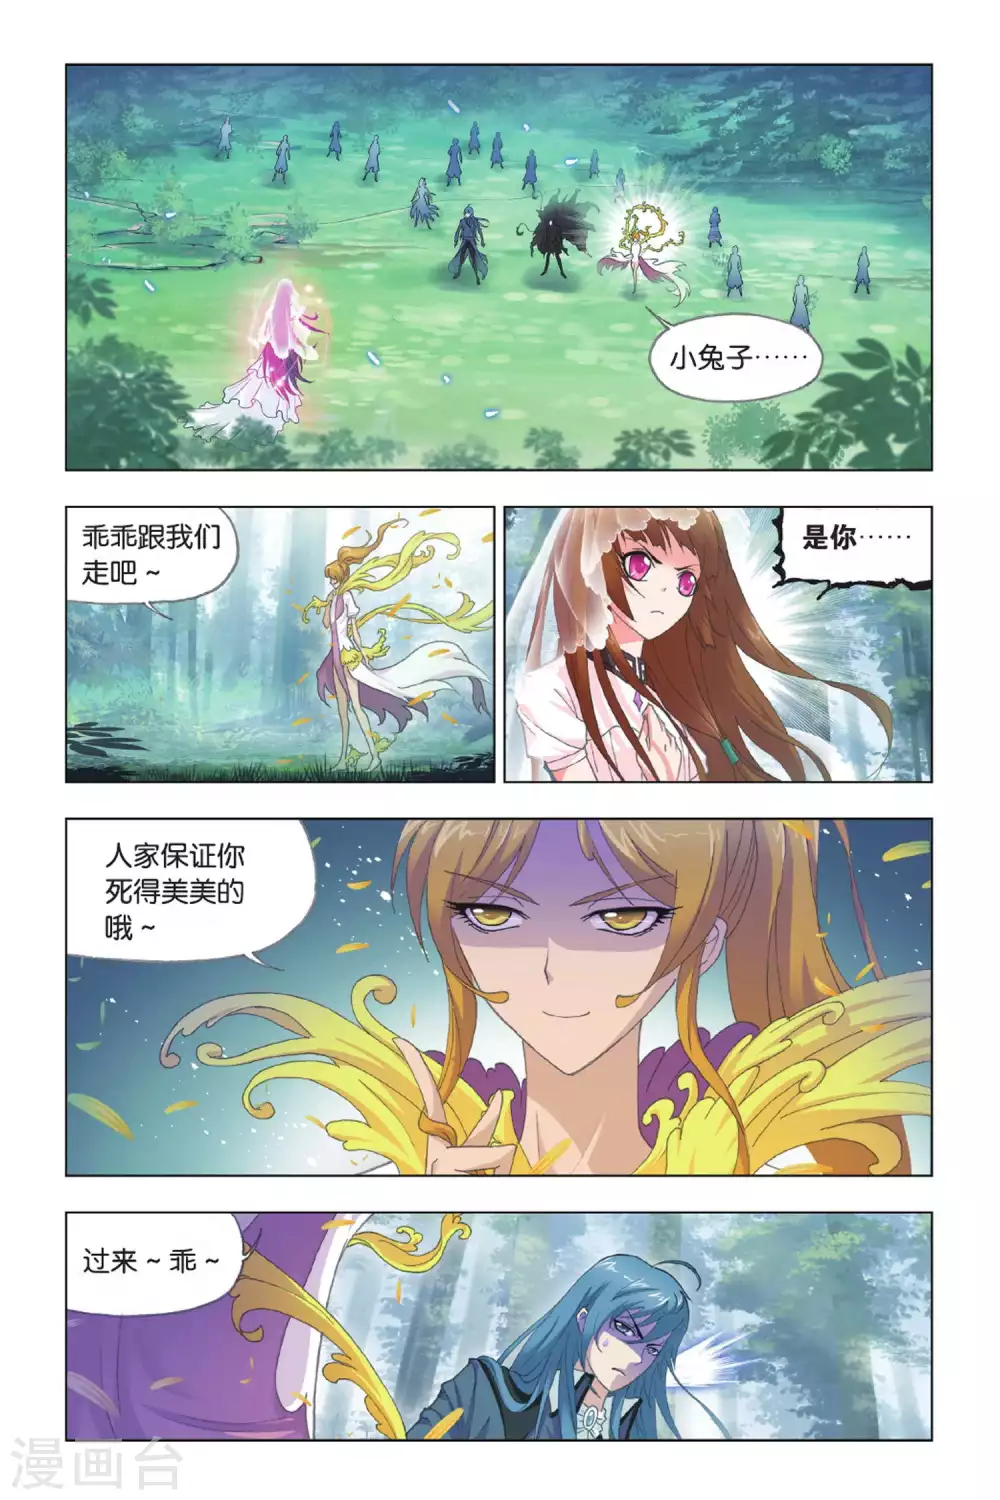 小兔子……
乖乖跟我们
走吧～
是你……
人家保证你
死得美美的
哦～
过来～乖～
漫画台